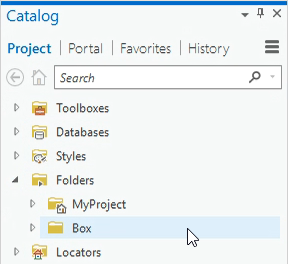 Catalog
Project | Portal | Favorites | History
Search
Toolboxes
Databases
Styles
Folders
MyProject
Box
Locators